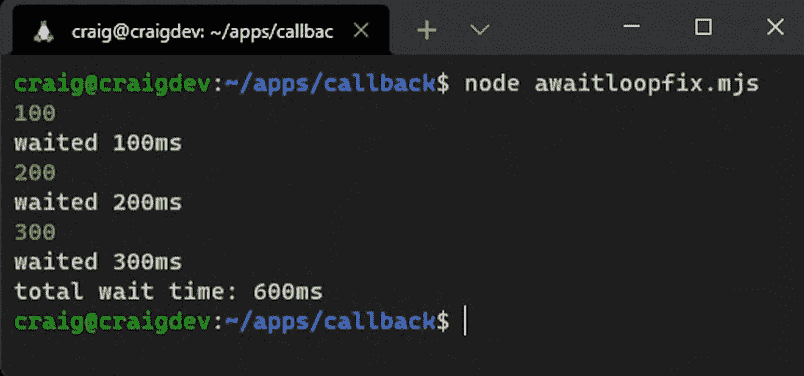 craig@craigdev: ~/apps/callbac
craig@craigdev:~/apps/callback$ node awaitloopfix.mjs
100
waited 100ms
200
waited 200ms
300
waited 300ms
total wait time: 600ms
craig@craigdev:~/apps/callback$